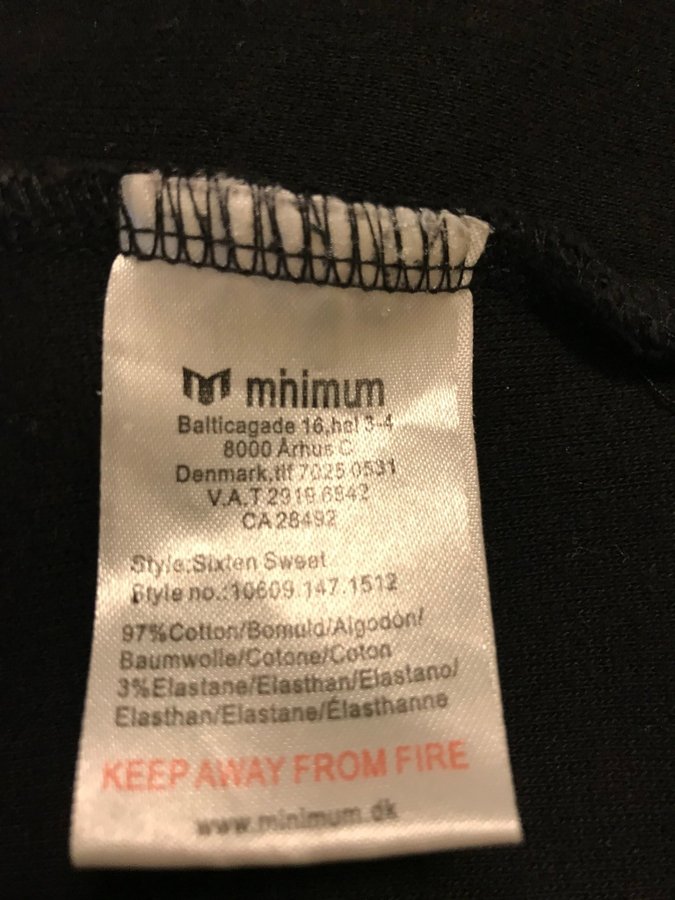 minimum
Balticagade 16,hal 3-4
8000 Århus C
Denmark,tlf 7025 0531
V.A.T 2919 6842
CA 28492
Style:Sixten Sweat
Style no.:10609.147.1512
97%Cotton/Bomuld/Algodón/
Baumwolle/Cotone/Coton
3%Elastane/Elasthan/Elastano/
Elasthan/Elastane/Élasthanne
KEEP AWAY FROM FIRE
www.minimum.dk